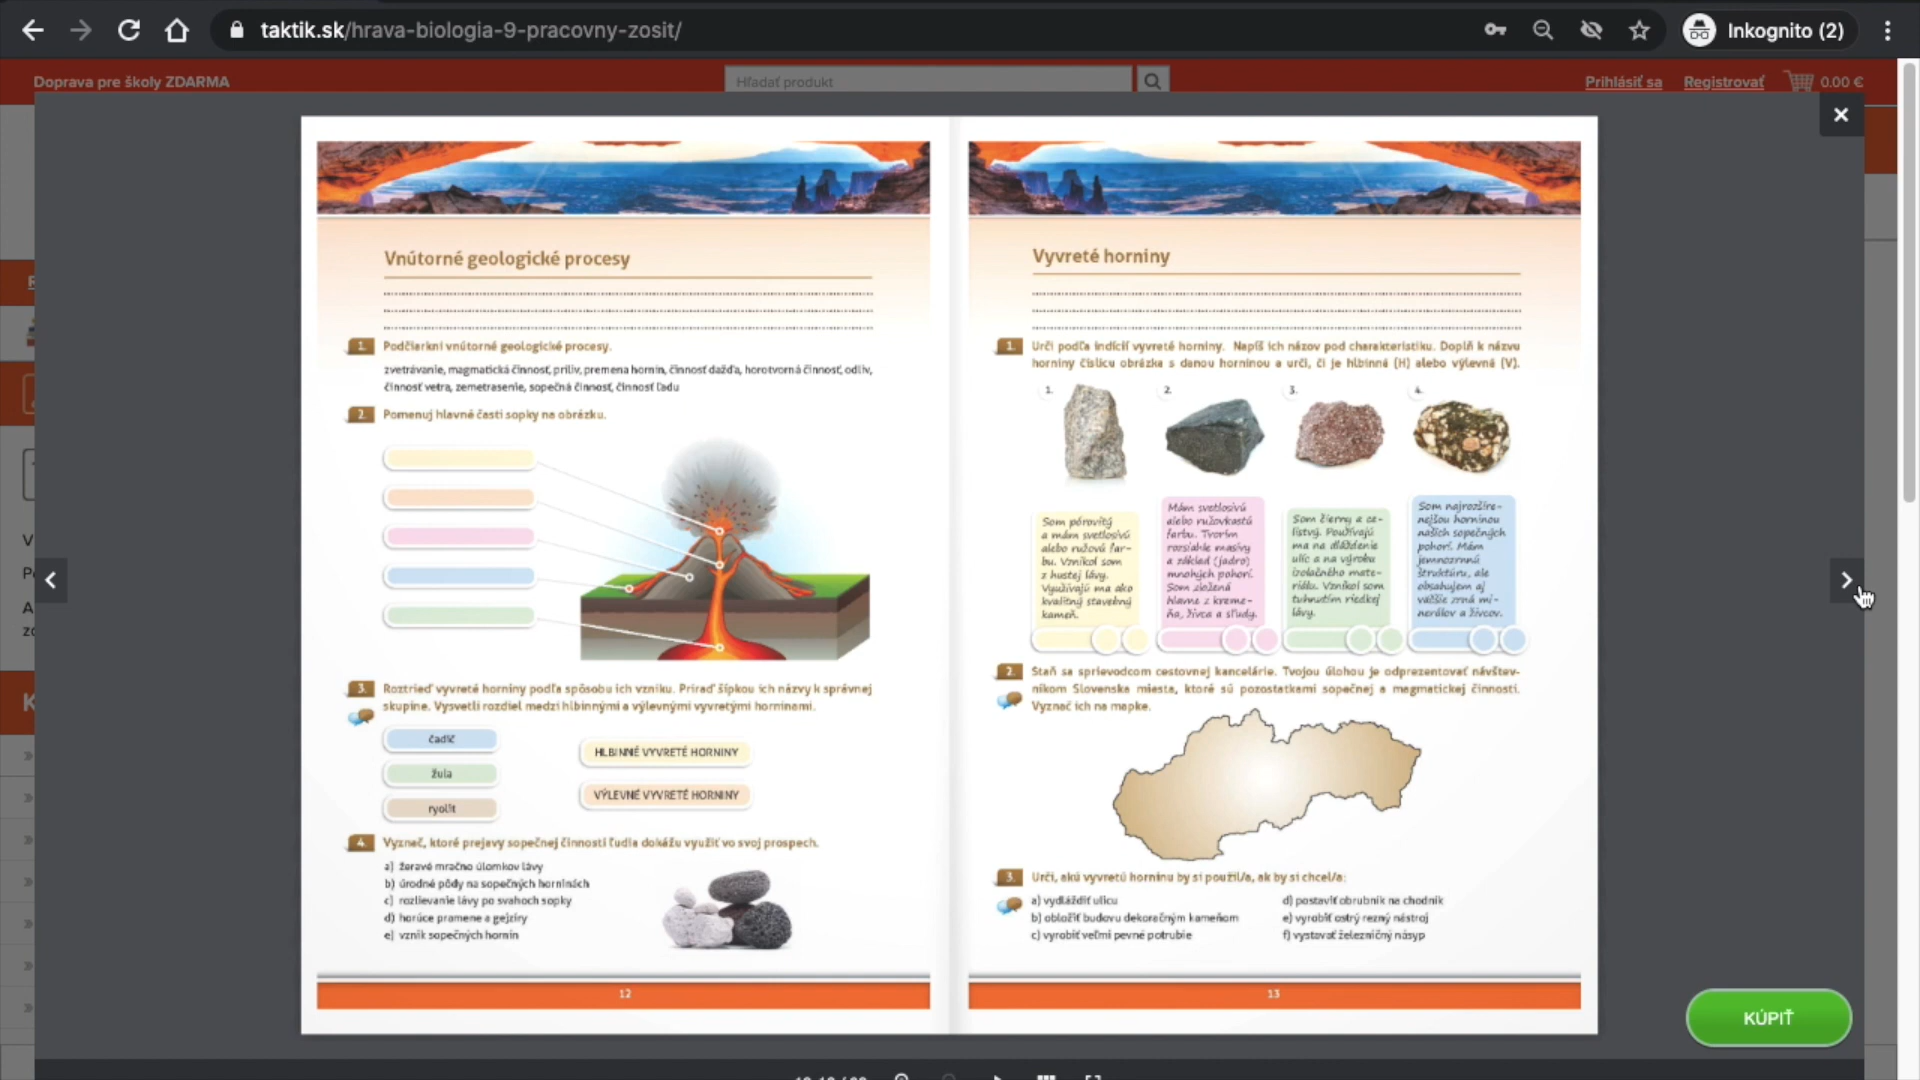 taktik.sk/hrava-biologia-9-pracovny-zosit/
Inkognito (2)
Doprava pre školy ZDARMA
Hľadať produkt
Prihlásiť sa
Registrovať
0.00 €
Vnútorné geologické procesy
1. Podčiarkni vnútorné geologické procesy.
zvetrávanie, magmatická činnosť, príliv, premena hornín, činnosť dažďa, horotvorná činnosť, odliv,
činnosť vetra, zemetrasenie, sopečná činnosť, činnosť ľadu
2. Pomenuj hlavné časti sopky na obrázku.
3. Roztrieď vyvreté horniny podľa spôsobu ich vzniku. Priraď šípkou ich názvy k správnej
skupine. Vysvetli rozdiel medzi hlbinnými a výlevnými vyvretými horninami.
čadič
žula
ryolit
HLBINNÉ VYVRETÉ HORNINY
VÝLEVNÉ VYVRETÉ HORNINY
4. Vyznač, ktoré prejavy sopečnej činnosti ľudia dokážu využiť vo svoj prospech.
a) žeravé mračno úlomkov lávy
b) úrodné pôdy na sopečných horninách
c) rozlievanie lávy po svahoch sopky
d) horúce pramene a gejzíry
e) vznik sopečných hornín
12
Vyvreté horniny
1. Urči podľa indícií vyvreté horniny. Napíš ich názov pod charakteristiku. Doplň k názvu
horniny číslicu obrázka s danou horninou a urči, či je hlbinná (H) alebo výlevná (V).
1.
2.
3.
4.
Som pórovitý
a mám svetlosivú
alebo ružovú far-
bu. Vznikol som
z hustej lávy.
Využívajú ma ako
kvalitný stavebný
kameň.
Mám svetlosivú
alebo ružovkastú
farbu. Tvorím
rozsiahle masívy
a základ (jadro)
mnohých pohorí.
Som zložená
hlavne z kreme-
ňa, živca a sľudy.
Som čierny a ce-
listvý. Používajú
ma na dláždenie
ulíc a na výrobu
izolačného mate-
riálu. Vznikol som
tuhnutím riedkej
lávy.
Som najrozšíre-
nejšou horninou
našich sopečných
pohorí. Mám
jemnozrnnú
štruktúru, ale
obsahujem aj
väčšie zrná mi-
nerálov a živcov.
2. Staň sa sprievodcom cestovnej kancelárie. Tvojou úlohou je odprezentovať návštev-
níkom Slovenska miesta, ktoré sú pozostatkami sopečnej a magmatickej činnosti.
Vyznač ich na mapke.
3. Urči, akú vyvretú horninu by si použil/a, ak by si chcel/a:
a) vydláždiť ulicu
b) obložiť budovu dekoračným kameňom
c) vyrobiť veľmi pevné potrubie
d) postaviť obrubník na chodník
e) vyrobiť ostrý rezný nástroj
f) vystavať železničný násyp
13
KÚPIŤ